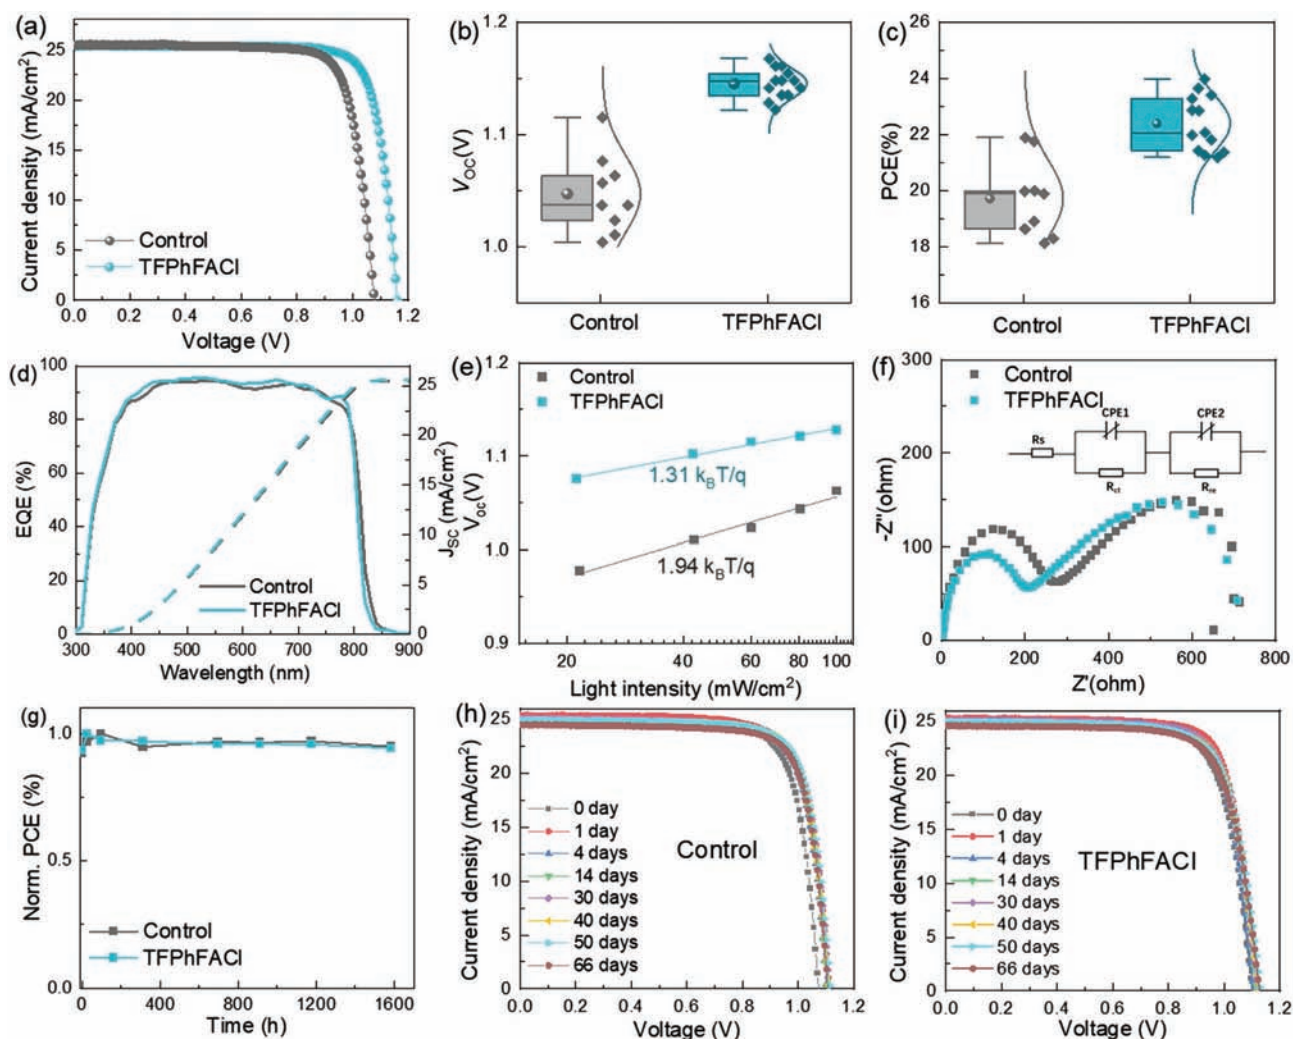 (a)
Current density (mA/cm²)
25
20
15
10
5
0
Control
TFPhFACl
0.0 0.2 0.4 0.6 0.8 1.0 1.2
Voltage (V)
(b)
V_OC(V)
1.2
1.1
1.0
Control TFPhFACl
(c)
PCE(%)
26
24
22
20
18
16
Control TFPhFACl
(d)
EQE (%)
100
80
60
40
20
0
Control
TFPhFACl
25
20
15
10
5
0
J_SC (mA/cm²)
300 400 500 600 700 800 900
Wavelength (nm)
(e)
V_oc(V)
1.2
1.1
1.0
0.9
Control
TFPhFACl
1.31 k_BT/q
1.94 k_BT/q
20 40 60 80 100
Light intensity (mW/cm²)
(f)
-Z''(ohm)
300
200
100
0
Control
TFPhFACl
CPE1 CPE2
Rs
R_ct R_re
0 200 400 600 800
Z'(ohm)
(g)
Norm. PCE (%)
1.0
0.5
0.0
Control
TFPhFACl
0 400 800 1200 1600
Time (h)
(h)
Current density (mA/cm²)
25
20
15
10
5
0
0 day
1 day
4 days
14 days
30 days
40 days
50 days
66 days
Control
0.0 0.2 0.4 0.6 0.8 1.0 1.2
Voltage (V)
(i)
Current density (mA/cm²)
25
20
15
10
5
0
0 day
1 day
4 days
14 days
30 days
40 days
50 days
66 days
TFPhFACl
0.0 0.2 0.4 0.6 0.8 1.0 1.2
Voltage (V)